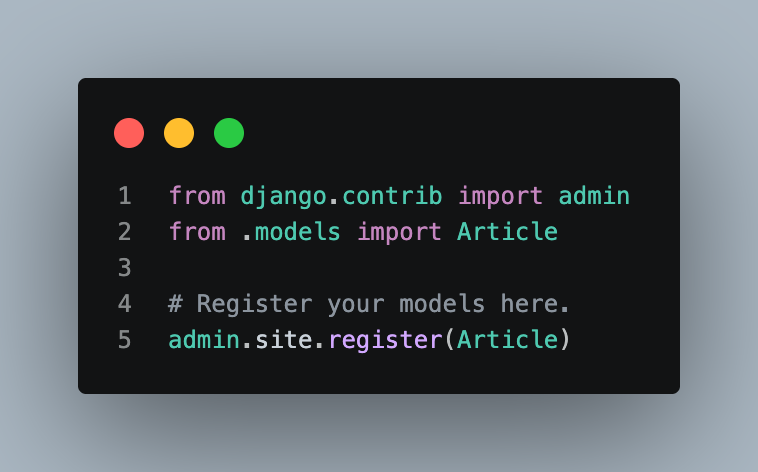 1 from django.contrib import admin
2 from .models import Article
3
4 # Register your models here.
5 admin.site.register(Article)